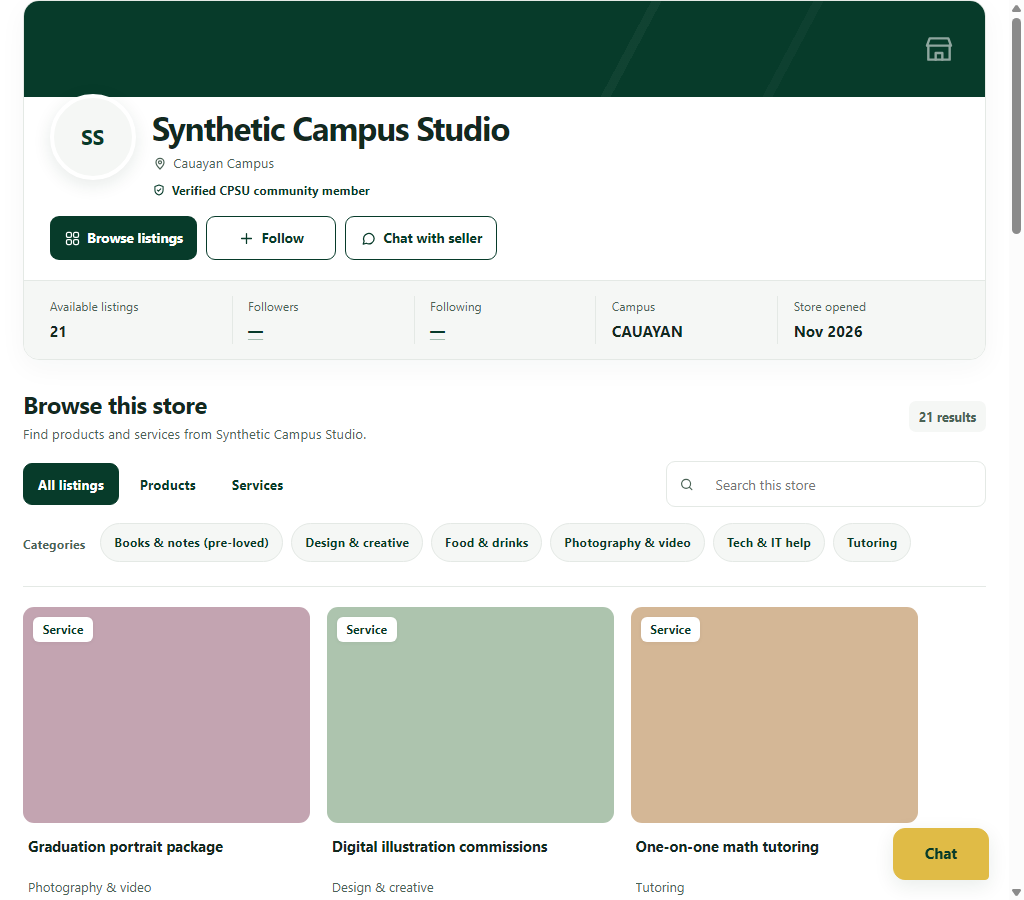 SS
Synthetic Campus Studio
Cauayan Campus
Verified CPSU community member
Browse listings
Follow
Chat with seller
Available listings
21
Followers
—
Following
—
Campus
CAUAYAN
Store opened
Nov 2026
Browse this store
Find products and services from Synthetic Campus Studio.
21 results
All listings
Products
Services
Search this store
Categories
Books & notes (pre-loved)
Design & creative
Food & drinks
Photography & video
Tech & IT help
Tutoring
Service
Service
Service
Graduation portrait package
Digital illustration commissions
One-on-one math tutoring
Chat
Photography & video
Design & creative
Tutoring